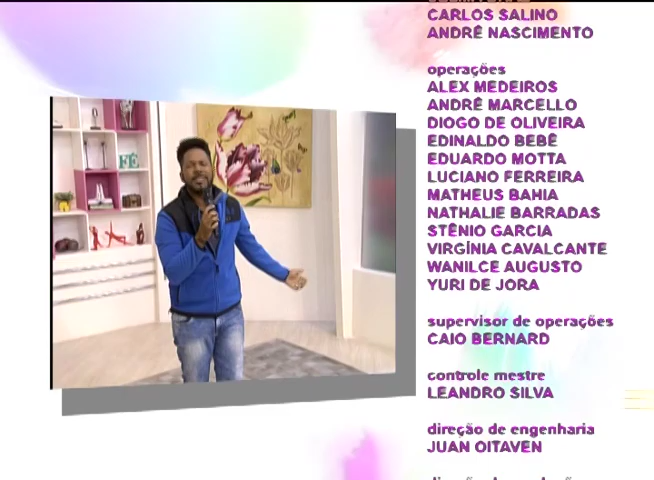 CARLOS SALINO
ANDRÊ NASCIMENTO
operações
ALEX MEDEIROS
ANDRÊ MARCELLO
DIOGO DE OLIVEIRA
EDINALDO BEBÊ
EDUARDO MOTTA
LUCIANO FERREIRA
MATHEUS BAHIA
NATHALIE BARRADAS
STÊNIO GARCIA
VIRGÍNIA CAVALCANTE
WANILCE AUGUSTO
YURI DE JORA
supervisor de operações
CAIO BERNARD
controle mestre
LEANDRO SILVA
direção de engenharia
JUAN OITAVEN
FÉ